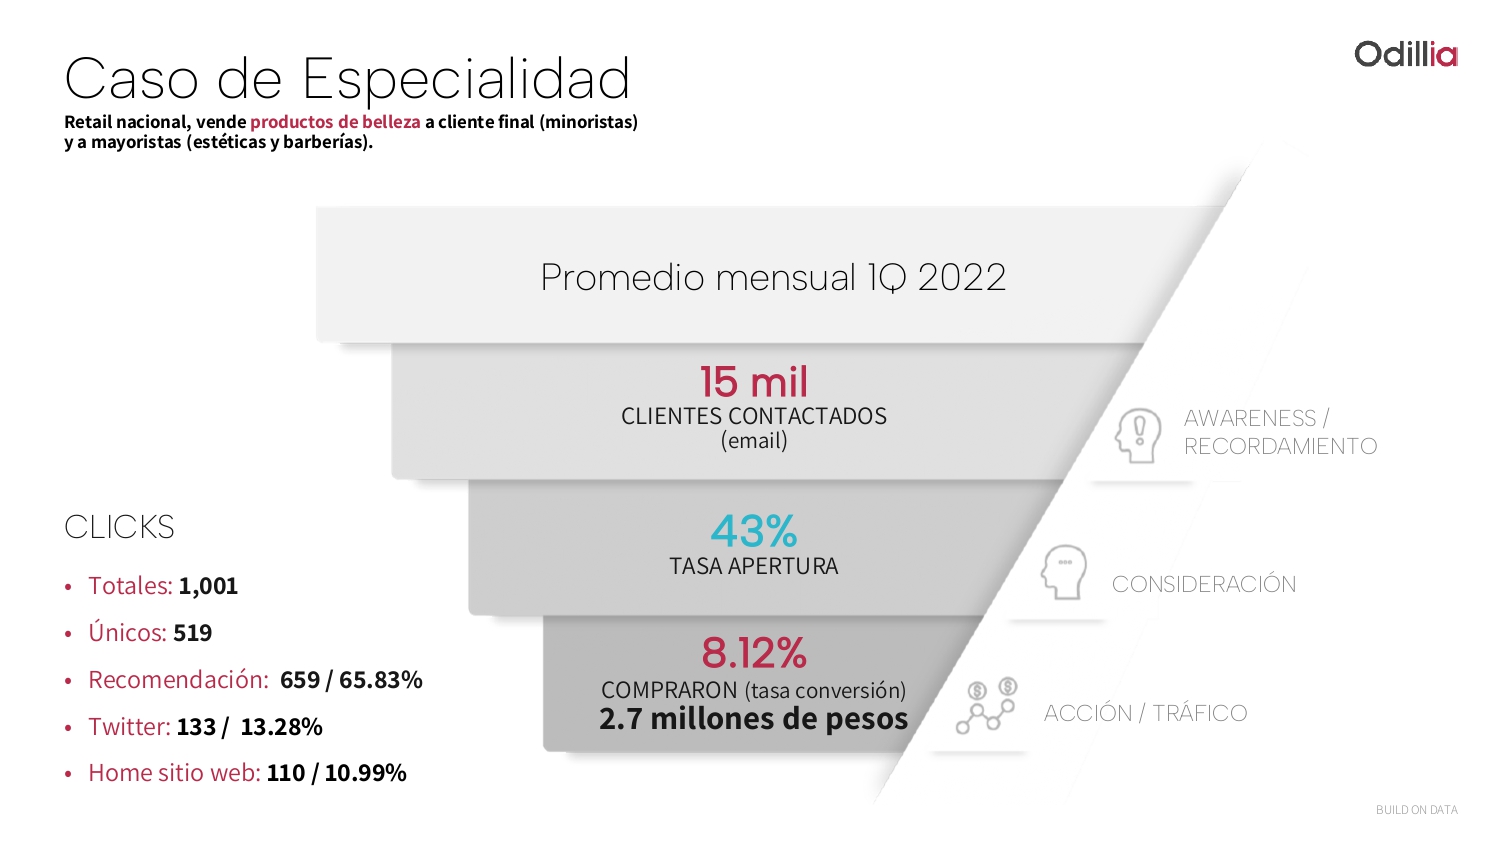 Caso de Especialidad
Odillia
Retail nacional, vende productos de belleza a cliente final (minoristas)
y a mayoristas (estéticas y barberías).
Promedio mensual 1Q 2022
15 mil
CLIENTES CONTACTADOS
(email)
AWARENESS /
RECORDAMIENTO
43%
TASA APERTURA
CONSIDERACIÓN
8.12%
COMPRARON (tasa conversión)
2.7 millones de pesos
$ $
ACCIÓN / TRÁFICO
CLICKS
• Totales: 1,001
• Únicos: 519
• Recomendación: 659 / 65.83%
• Twitter: 133 / 13.28%
• Home sitio web: 110 / 10.99%
BUILD ON DATA